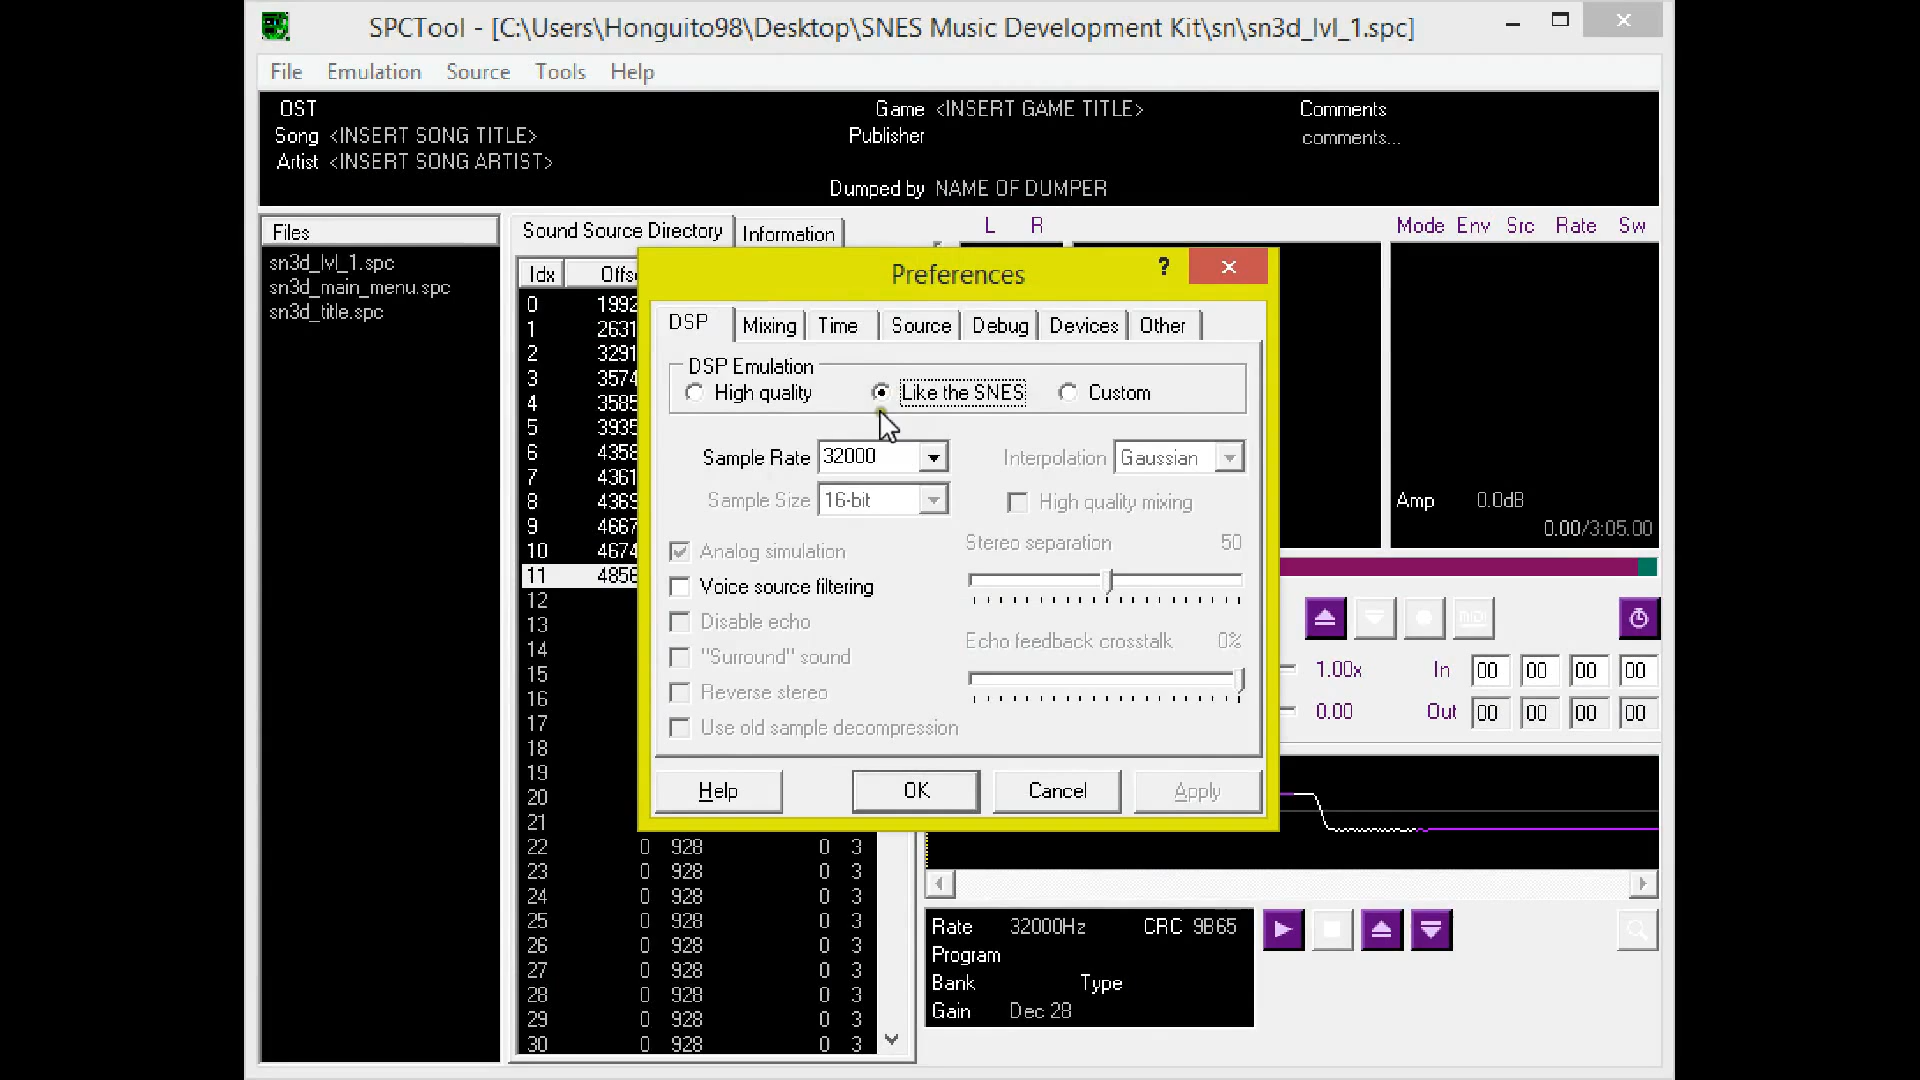 SPCTool - [C:\Users\Honguito98\Desktop\SNES Music Development Kit\sn\sn3d_lvl_1.spc]
File Emulation Source Tools Help
OST
Song <INSERT SONG TITLE>
Artist <INSERT SONG ARTIST>
Game <INSERT GAME TITLE>
Publisher
Dumped by NAME OF DUMPER
Comments
comments...
Files
sn3d_lvl_1.spc
sn3d_main_menu.spc
sn3d_title.spc
Sound Source Directory Information
Idx Offs
0 1992
1 2631
2 3291
3 3574
4 3585
5 3935
6 4358
7 4361
8 4369
9 4667
10 4674
11 4856
12
13
14
15
16
17
18
19
20
21
22 0 928 0 3
23 0 928 0 3
24 0 928 0 3
25 0 928 0 3
26 0 928 0 3
27 0 928 0 3
28 0 928 0 3
29 0 928 0 3
30 0 928 0 3
L R
Mode Env Src Rate Sw
Preferences ?
DSP Mixing Time Source Debug Devices Other
DSP Emulation
High quality Like the SNES Custom
Sample Rate 32000
Interpolation Gaussian
Sample Size 16-bit
High quality mixing
Analog simulation
Stereo separation 50
Voice source filtering
Disable echo
Echo feedback crosstalk 0%
"Surround" sound
Reverse stereo
Use old sample decompression
Help OK Cancel Apply
Amp 0.0dB
0.00/3:05.00
MIDI
1.00x In 00 00 00 00
0.00 Out 00 00 00 00
Rate 32000Hz CRC 9B65
Program
Bank Type
Gain Dec 28